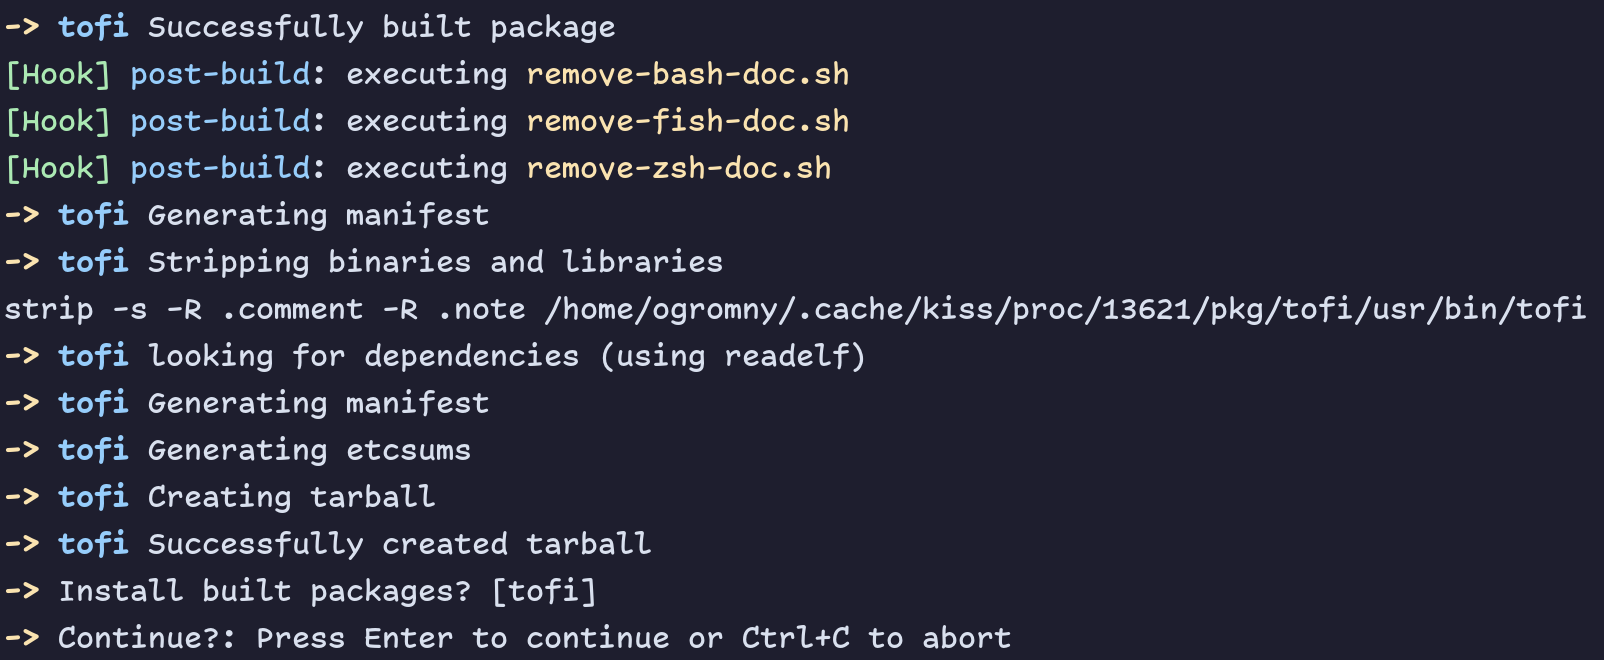 -> tofi Successfully built package
[Hook] post-build: executing remove-bash-doc.sh
[Hook] post-build: executing remove-fish-doc.sh
[Hook] post-build: executing remove-zsh-doc.sh
-> tofi Generating manifest
-> tofi Stripping binaries and libraries
strip -s -R .comment -R .note /home/ogromny/.cache/kiss/proc/13621/pkg/tofi/usr/bin/tofi
-> tofi looking for dependencies (using readelf)
-> tofi Generating manifest
-> tofi Generating etcsums
-> tofi Creating tarball
-> tofi Successfully created tarball
-> Install built packages? [tofi]
-> Continue?: Press Enter to continue or Ctrl+C to abort